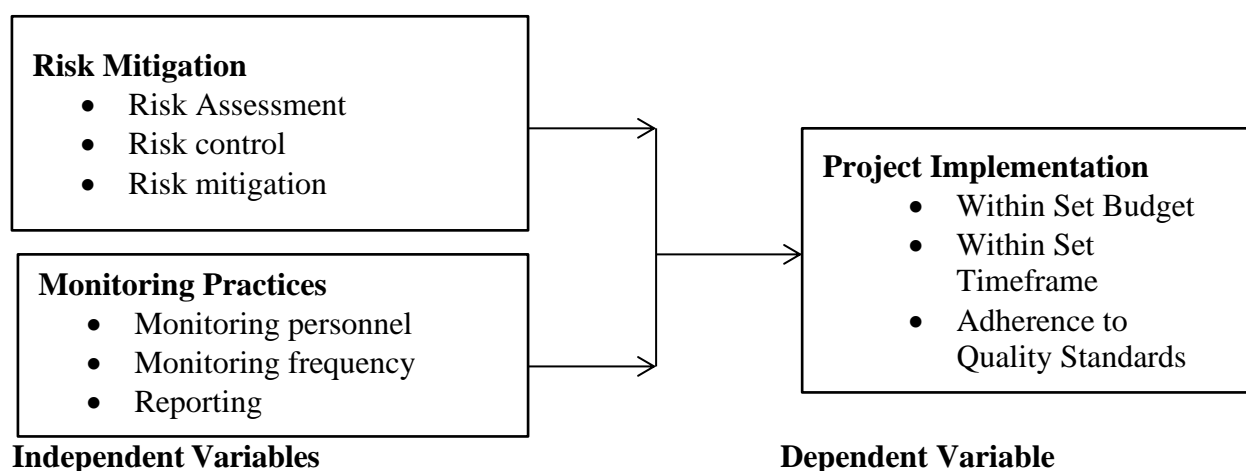 Risk Mitigation
• Risk Assessment
• Risk control
• Risk mitigation
Monitoring Practices
• Monitoring personnel
• Monitoring frequency
• Reporting
Independent Variables
Project Implementation
• Within Set Budget
• Within Set
Timeframe
• Adherence to
Quality Standards
Dependent Variable